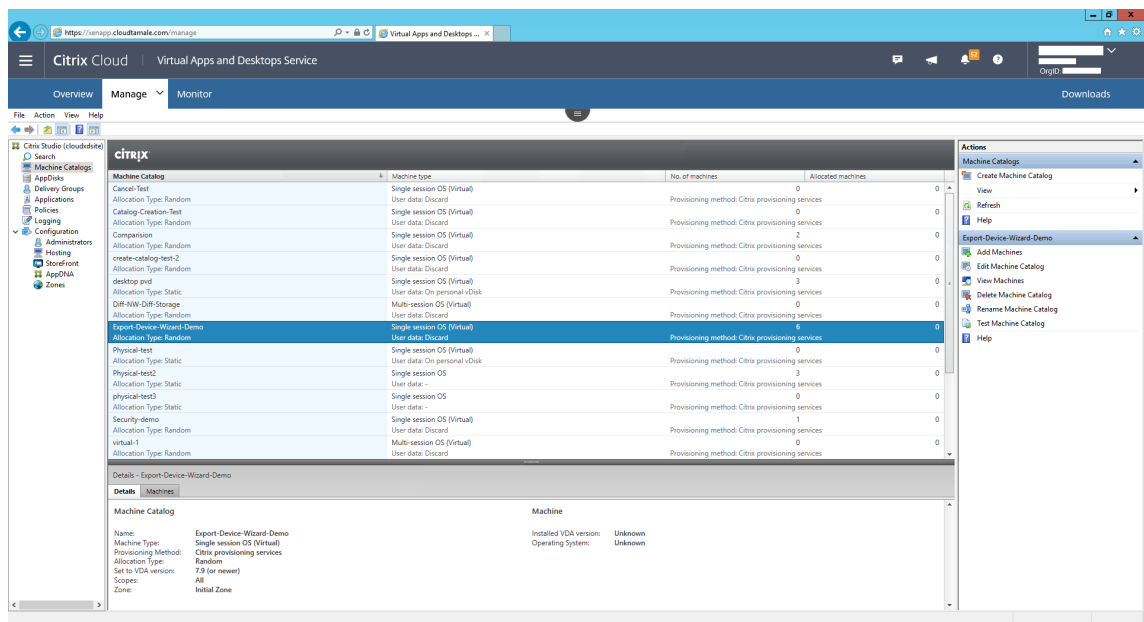 https://xenapp.cloudtamale.com/manage
Virtual Apps and Desktops ...
Citrix Cloud
Virtual Apps and Desktops Service
52
OrgID:
Overview
Manage
Monitor
Downloads
File Action View Help
Citrix Studio (cloudxdsite)
Search
Machine Catalogs
AppDisks
Delivery Groups
Applications
Policies
Logging
Configuration
Administrators
Hosting
StoreFront
AppDNA
Zones
CİTRIX
Machine Catalog Machine type No. of machines Allocated machines
Cancel-Test Single session OS (Virtual) 0 0
Allocation Type: Random User data: Discard Provisioning method: Citrix provisioning services
Catalog-Creation-Test Single session OS (Virtual) 0 0
Allocation Type: Random User data: Discard Provisioning method: Citrix provisioning services
Comparision Single session OS (Virtual) 2 0
Allocation Type: Random User data: Discard Provisioning method: Citrix provisioning services
create-catalog-test-2 Single session OS (Virtual) 0 0
Allocation Type: Random User data: Discard Provisioning method: Citrix provisioning services
desktop pvd Single session OS (Virtual) 3 0
Allocation Type: Static User data: On personal vDisk Provisioning method: Citrix provisioning services
Diff-NW-Diff-Storage Multi-session OS (Virtual) 0 0
Allocation Type: Random User data: Discard Provisioning method: Citrix provisioning services
Export-Device-Wizard-Demo Single session OS (Virtual) 6 0
Allocation Type: Random User data: Discard Provisioning method: Citrix provisioning services
Physical-test Single session OS (Virtual) 0 0
Allocation Type: Static User data: On personal vDisk Provisioning method: Citrix provisioning services
Physical-test2 Single session OS 3 0
Allocation Type: Static User data: - Provisioning method: Citrix provisioning services
physical-test3 Single session OS 0 0
Allocation Type: Static User data: - Provisioning method: Citrix provisioning services
Security-demo Single session OS (Virtual) 1 0
Allocation Type: Random User data: Discard Provisioning method: Citrix provisioning services
virtual-1 Multi-session OS (Virtual) 0 0
Allocation Type: Random User data: Discard Provisioning method: Citrix provisioning services
Details - Export-Device-Wizard-Demo
Details Machines
Machine Catalog
Name: Export-Device-Wizard-Demo
Machine Type: Single session OS (Virtual)
Provisioning Method: Citrix provisioning services
Allocation Type: Random
Set to VDA version: 7.9 (or newer)
Scopes: All
Zone: Initial Zone
Machine
Installed VDA version: Unknown
Operating System: Unknown
Actions
Machine Catalogs
Create Machine Catalog
View
Refresh
Help
Export-Device-Wizard-Demo
Add Machines
Edit Machine Catalog
View Machines
Delete Machine Catalog
Rename Machine Catalog
Test Machine Catalog
Help